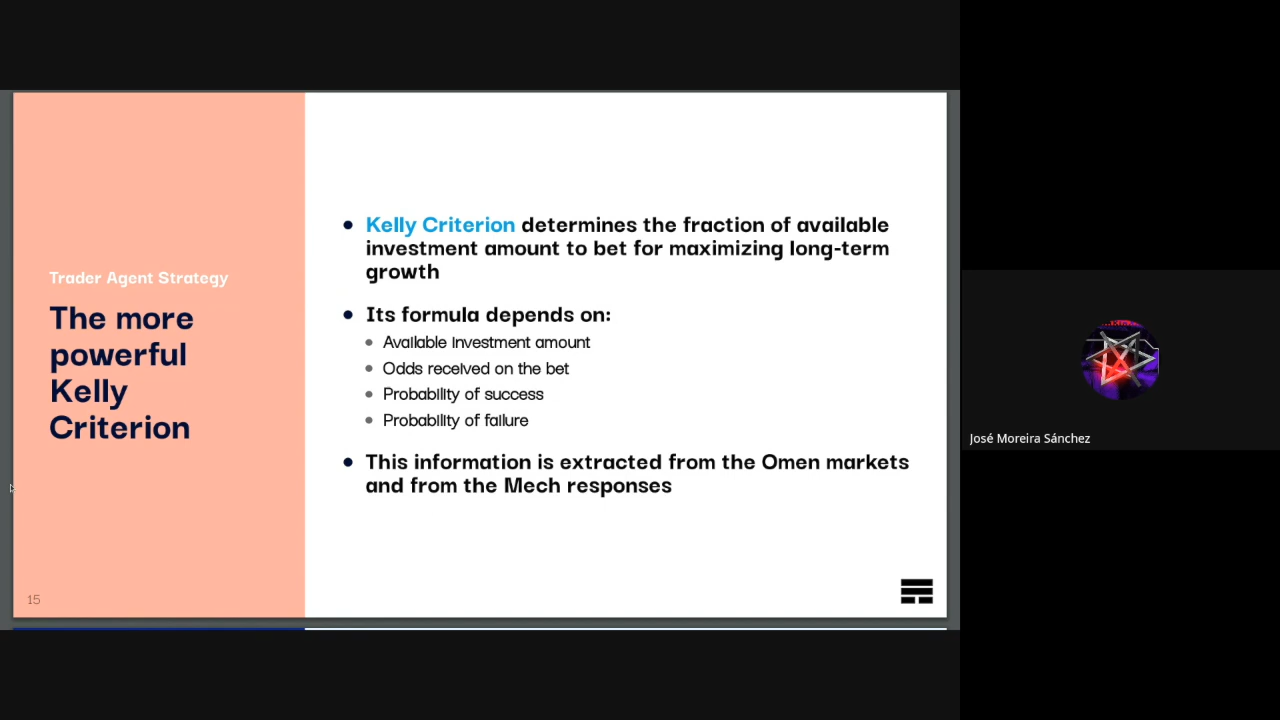 Trader Agent Strategy
The more
powerful
Kelly
Criterion
15
Kelly Criterion determines the fraction of available
investment amount to bet for maximizing long-term
growth
Its formula depends on:
Available investment amount
Odds received on the bet
Probability of success
Probability of failure
This information is extracted from the Omen markets
and from the Mech responses
José Moreira Sánchez